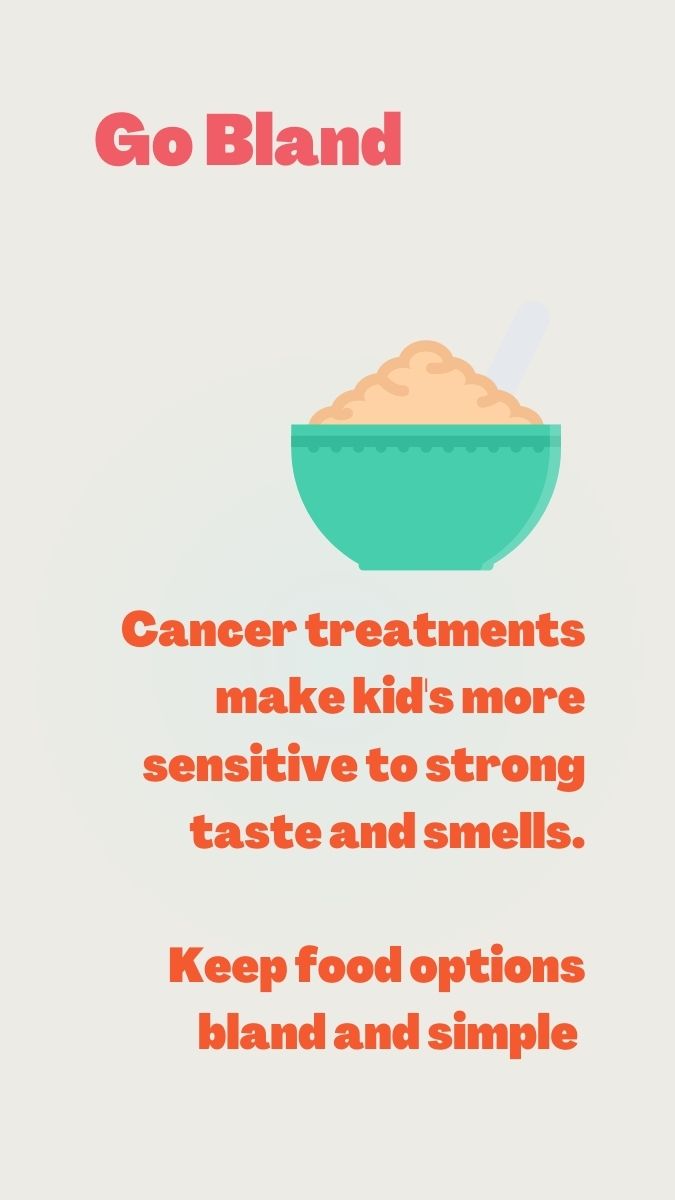 Go Bland
Cancer treatments
make kid's more
sensitive to strong
taste and smells.
Keep food options
bland and simple